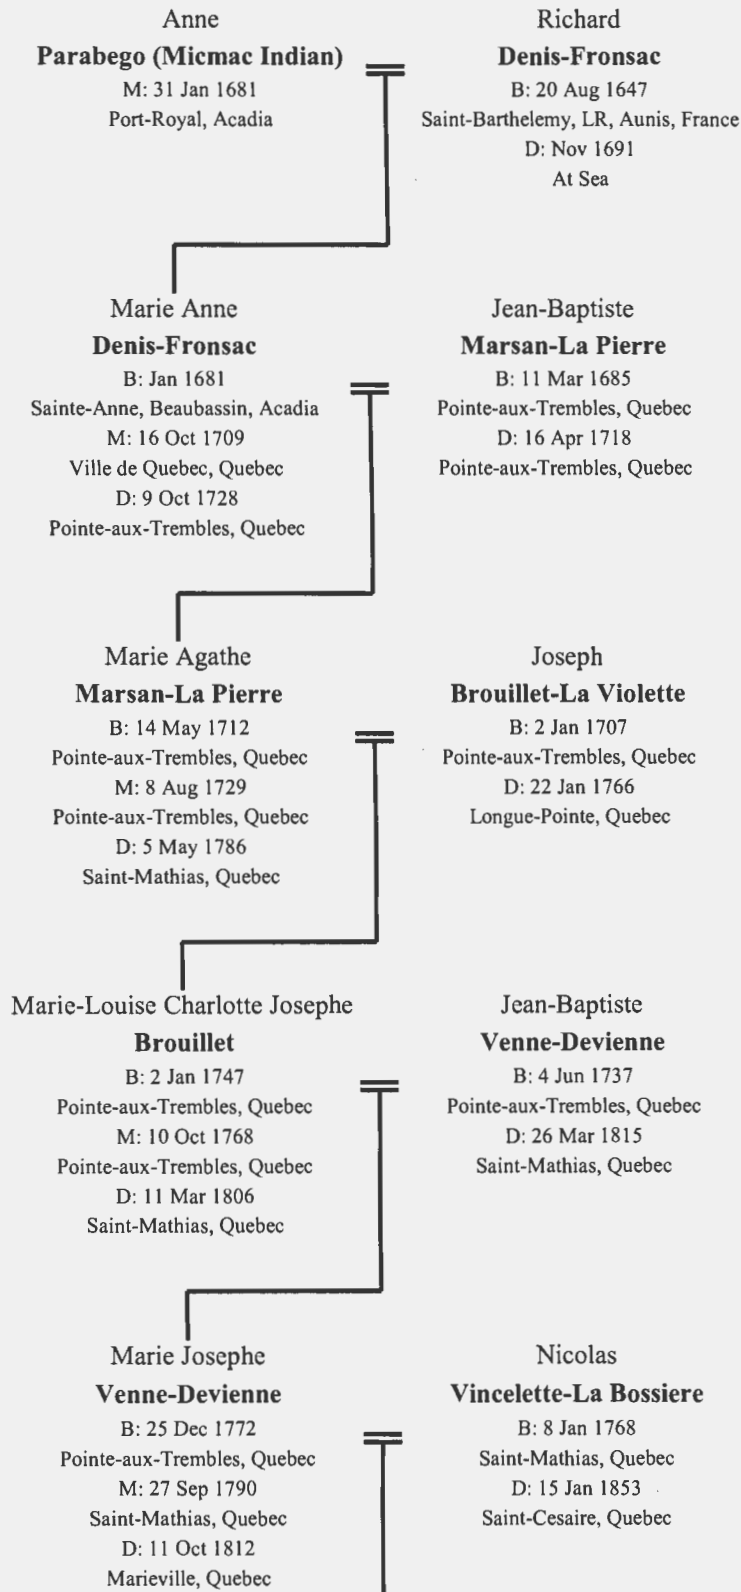 Anne
Parabego (Micmac Indian)
M: 31 Jan 1681
Port-Royal, Acadia
Richard
Denis-Fronsac
B: 20 Aug 1647
Saint-Barthelemy, LR, Aunis, France
D: Nov 1691
At Sea
Marie Anne
Denis-Fronsac
B: Jan 1681
Sainte-Anne, Beaubassin, Acadia
M: 16 Oct 1709
Ville de Quebec, Quebec
D: 9 Oct 1728
Pointe-aux-Trembles, Quebec
Jean-Baptiste
Marsan-La Pierre
B: 11 Mar 1685
Pointe-aux-Trembles, Quebec
D: 16 Apr 1718
Pointe-aux-Trembles, Quebec
Marie Agathe
Marsan-La Pierre
B: 14 May 1712
Pointe-aux-Trembles, Quebec
M: 8 Aug 1729
Pointe-aux-Trembles, Quebec
D: 5 May 1786
Saint-Mathias, Quebec
Joseph
Brouillet-La Violette
B: 2 Jan 1707
Pointe-aux-Trembles, Quebec
D: 22 Jan 1766
Longue-Pointe, Quebec
Marie-Louise Charlotte Josephe
Brouillet
B: 2 Jan 1747
Pointe-aux-Trembles, Quebec
M: 10 Oct 1768
Pointe-aux-Trembles, Quebec
D: 11 Mar 1806
Saint-Mathias, Quebec
Jean-Baptiste
Venne-Devienne
B: 4 Jun 1737
Pointe-aux-Trembles, Quebec
D: 26 Mar 1815
Saint-Mathias, Quebec
Marie Josephe
Venne-Devienne
B: 25 Dec 1772
Pointe-aux-Trembles, Quebec
M: 27 Sep 1790
Saint-Mathias, Quebec
D: 11 Oct 1812
Marieville, Quebec
Nicolas
Vincelette-La Bossiere
B: 8 Jan 1768
Saint-Mathias, Quebec
D: 15 Jan 1853
Saint-Cesaire, Quebec